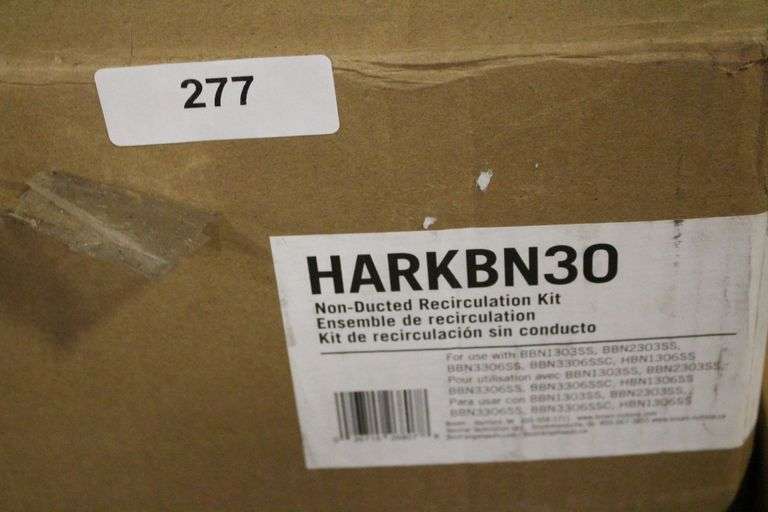 277
HARKBN30
Non-Ducted Recirculation Kit
Ensemble de recirculation
Kit de recirculación sin conducto
For use with BBN1303SS, BBN2303SS,
BBN3306SS, BBN3306SSC, HBN1306SS
Pour utilisation avec BBN1303SS, BBN2303SS,
BBN3306SS, BBN3306SSC, HBN1306SS
Para usar con BBN1303SS, BBN2303SS,
BBN3306SS, BBN3306SSC, HBN1306SS